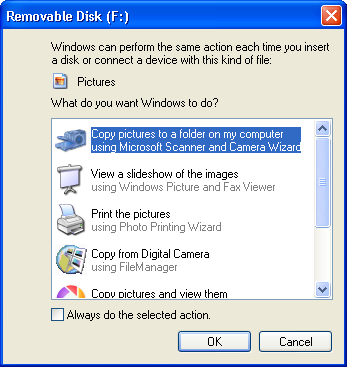 Removable Disk (F:)
Windows can perform the same action each time you insert
a disk or connect a device with this kind of file:
Pictures
What do you want Windows to do?
Copy pictures to a folder on my computer
using Microsoft Scanner and Camera Wizard
View a slideshow of the images
using Windows Picture and Fax Viewer
Print the pictures
using Photo Printing Wizard
Copy from Digital Camera
using FileManager
Copy pictures and view them
Always do the selected action.
OK
Cancel